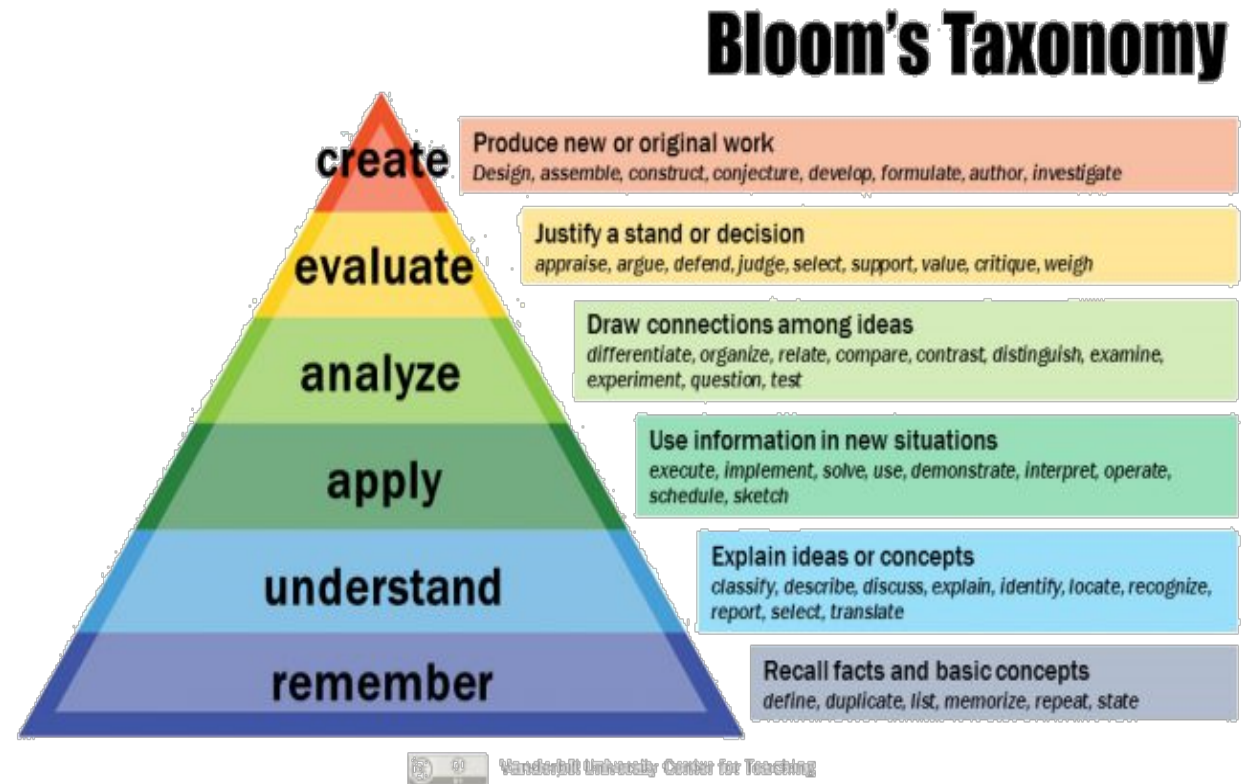 Bloom's Taxonomy
create
Produce new or original work
Design, assemble, construct, conjecture, develop, formulate, author, investigate
evaluate
Justify a stand or decision
appraise, argue, defend, judge, select, support, value, critique, weigh
analyze
Draw connections among ideas
differentiate, organize, relate, compare, contrast, distinguish, examine,
experiment, question, test
apply
Use information in new situations
execute, implement, solve, use, demonstrate, interpret, operate,
schedule, sketch
understand
Explain ideas or concepts
classify, describe, discuss, explain, identify, locate, recognize,
report, select, translate
remember
Recall facts and basic concepts
define, duplicate, list, memorize, repeat, state
Vanderbilt University Center for Teaching